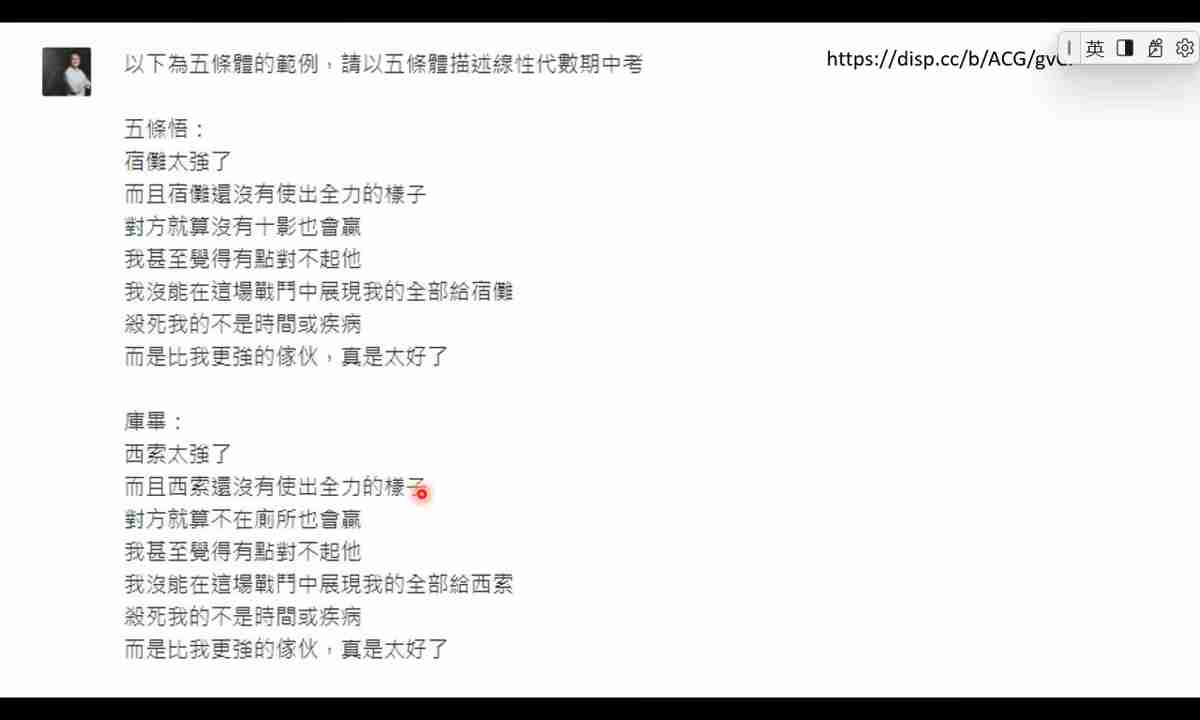 以下為五條體的範例，請以五條體描述線性代數期中考
https://disp.cc/b/ACG/gv
英
五條悟：
宿儺太強了
而且宿儺還沒有使出全力的樣子
對方就算沒有十影也會贏
我甚至覺得有點對不起他
我沒能在這場戰鬥中展現我的全部給宿儺
殺死我的不是時間或疾病
而是比我更強的傢伙，真是太好了
庫畢：
西索太強了
而且西索還沒有使出全力的樣子
對方就算不在廁所也會贏
我甚至覺得有點對不起他
我沒能在這場戰鬥中展現我的全部給西索
殺死我的不是時間或疾病
而是比我更強的傢伙，真是太好了